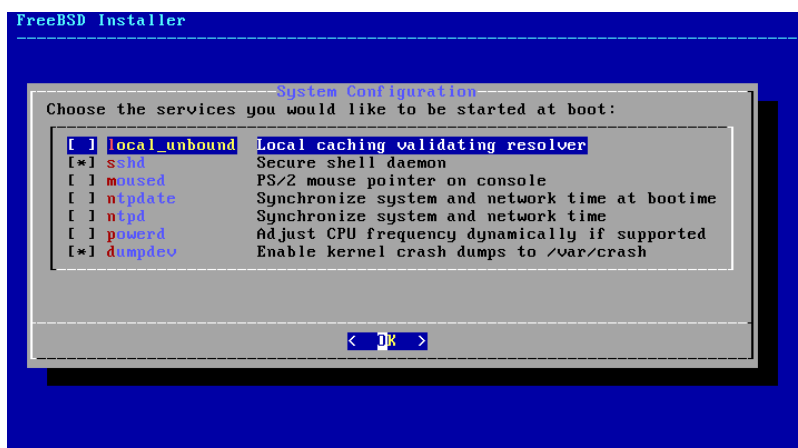 FreeBSD Installer
System Configuration
Choose the services you would like to be started at boot:
[ ] local_unbound Local caching validating resolver
[*] sshd Secure shell daemon
[ ] moused PS/2 mouse pointer on console
[ ] ntpdate Synchronize system and network time at bootime
[ ] ntpd Synchronize system and network time
[ ] powerd Adjust CPU frequency dynamically if supported
[*] dumpdev Enable kernel crash dumps to /var/crash
< OK >